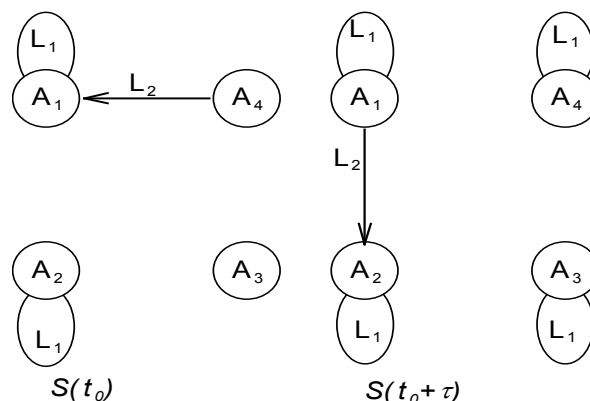 L₁ L₁ L₁
A₁ L₂ A₄ A₁ A₄
L₂
A₂ A₃ A₂ A₃
L₁ L₁ L₁
S(t₀) S(t₀+ τ)